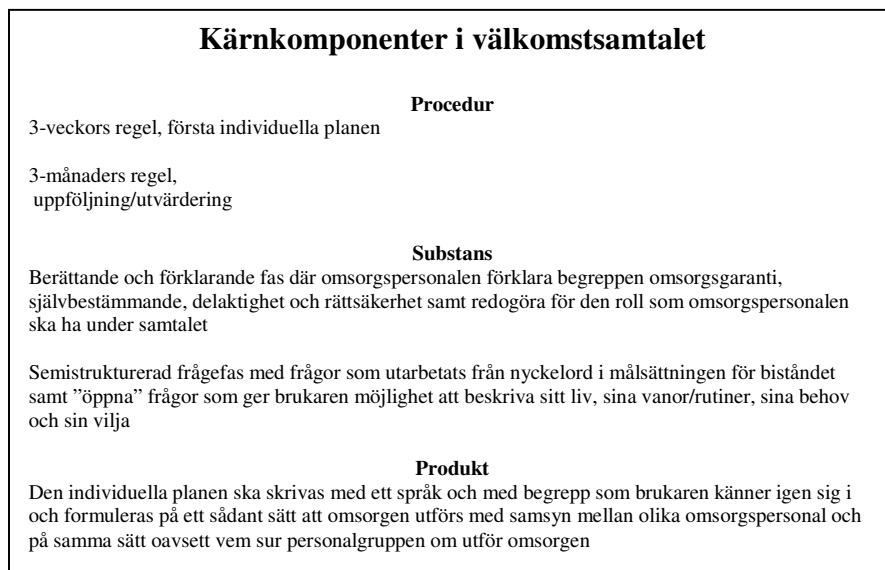 Kärnkomponenter i välkomstsamtalet
Procedur
3-veckors regel, första individuella planen
3-månaders regel,
uppföljning/utvärdering
Substans
Berättande och förklarande fas där omsorgspersonalen förklara begreppen omsorgsgaranti,
självbestämmande, delaktighet och rättsäkerhet samt redogöra för den roll som omsorgspersonalen
ska ha under samtalet
Semistrukturerad frågefas med frågor som utarbetats från nyckelord i målsättningen för biståndet
samt ”öppna” frågor som ger brukaren möjlighet att beskriva sitt liv, sina vanor/rutiner, sina behov
och sin vilja
Produkt
Den individuella planen ska skrivas med ett språk och med begrepp som brukaren känner igen sig i
och formuleras på ett sådant sätt att omsorgen utförs med samsyn mellan olika omsorgspersonal och
på samma sätt oavsett vem sur personalgruppen om utför omsorgen